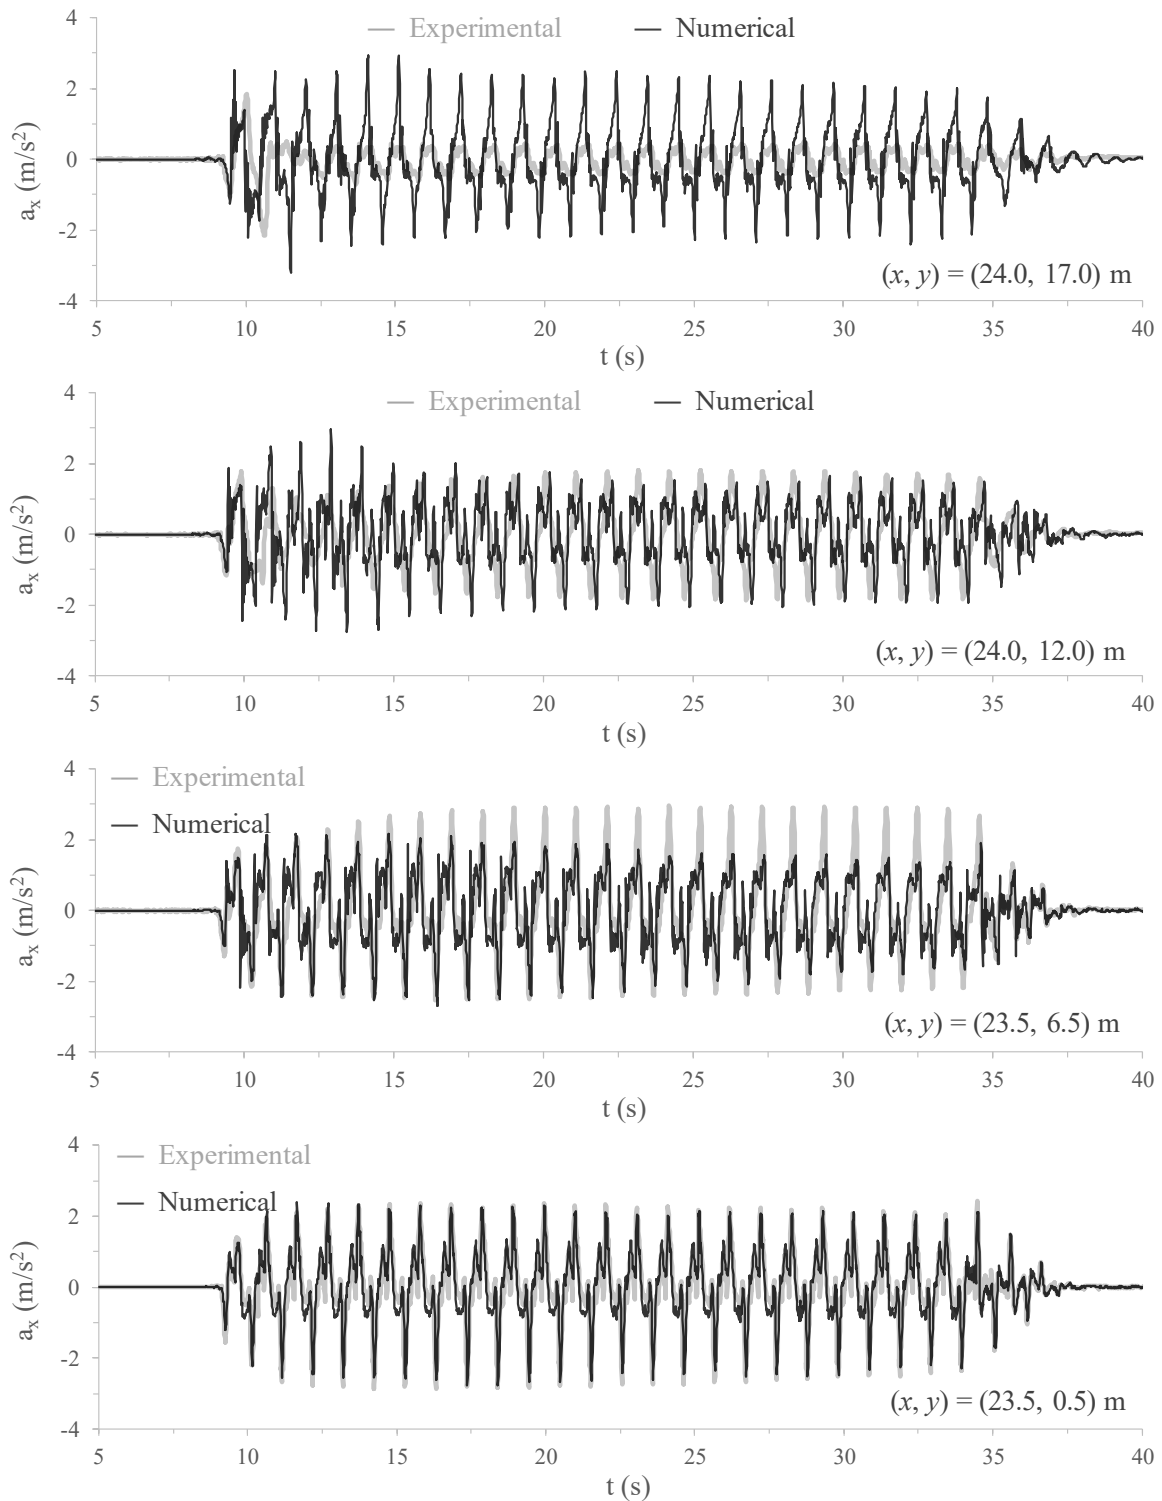 Experimental Numerical
4
2
0
-2
-4
aₓ (m/s²)
(x, y) = (24.0, 17.0) m
5 10 15 20 25 30 35 40
t (s)
Experimental Numerical
4
2
0
-2
-4
aₓ (m/s²)
(x, y) = (24.0, 12.0) m
5 10 15 20 25 30 35 40
t (s)
Experimental
Numerical
4
2
0
-2
-4
aₓ (m/s²)
(x, y) = (23.5, 6.5) m
5 10 15 20 25 30 35 40
t (s)
Experimental
Numerical
4
2
0
-2
-4
aₓ (m/s²)
(x, y) = (23.5, 0.5) m
5 10 15 20 25 30 35 40
t (s)